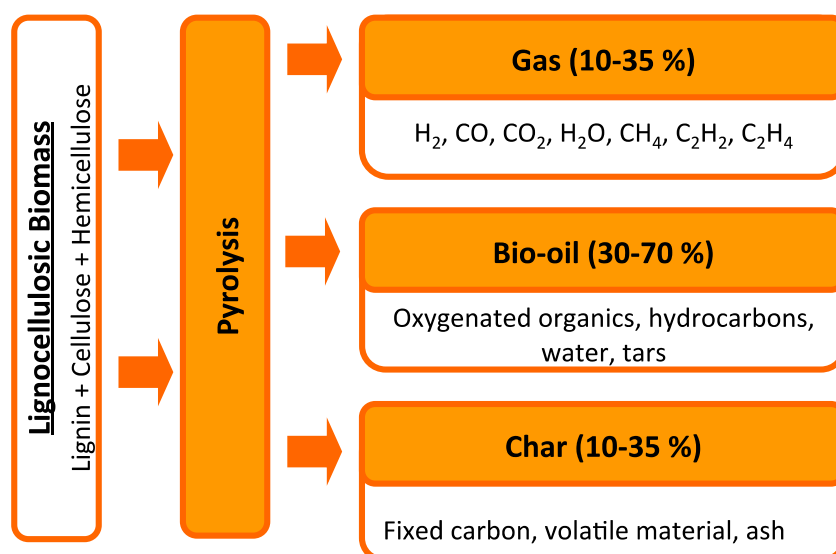 Lignocellulosic Biomass
Lignin + Cellulose + Hemicellulose
Pyrolysis
Gas (10-35 %)
H₂, CO, CO₂, H₂O, CH₄, C₂H₂, C₂H₄
Bio-oil (30-70 %)
Oxygenated organics, hydrocarbons,
water, tars
Char (10-35 %)
Fixed carbon, volatile material, ash